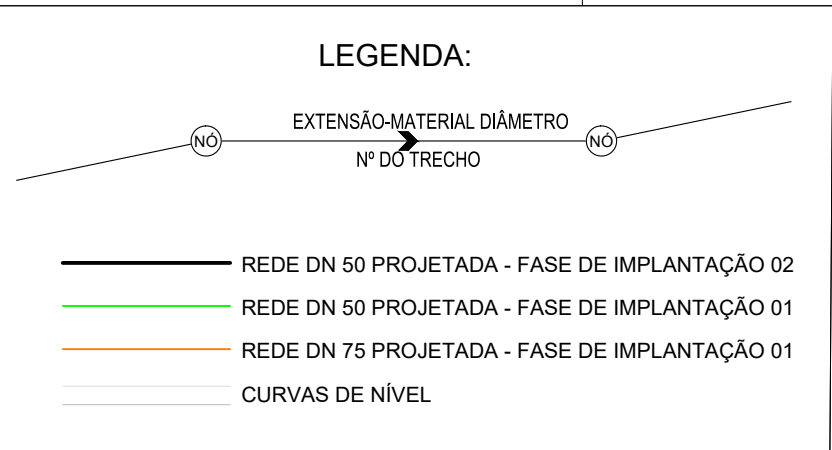 LEGENDA:
EXTENSÃO-MATERIAL DIÂMETRO
NÓ NÓ
Nº DO TRECHO
REDE DN 50 PROJETADA - FASE DE IMPLANTAÇÃO 02
REDE DN 50 PROJETADA - FASE DE IMPLANTAÇÃO 01
REDE DN 75 PROJETADA - FASE DE IMPLANTAÇÃO 01
CURVAS DE NÍVEL